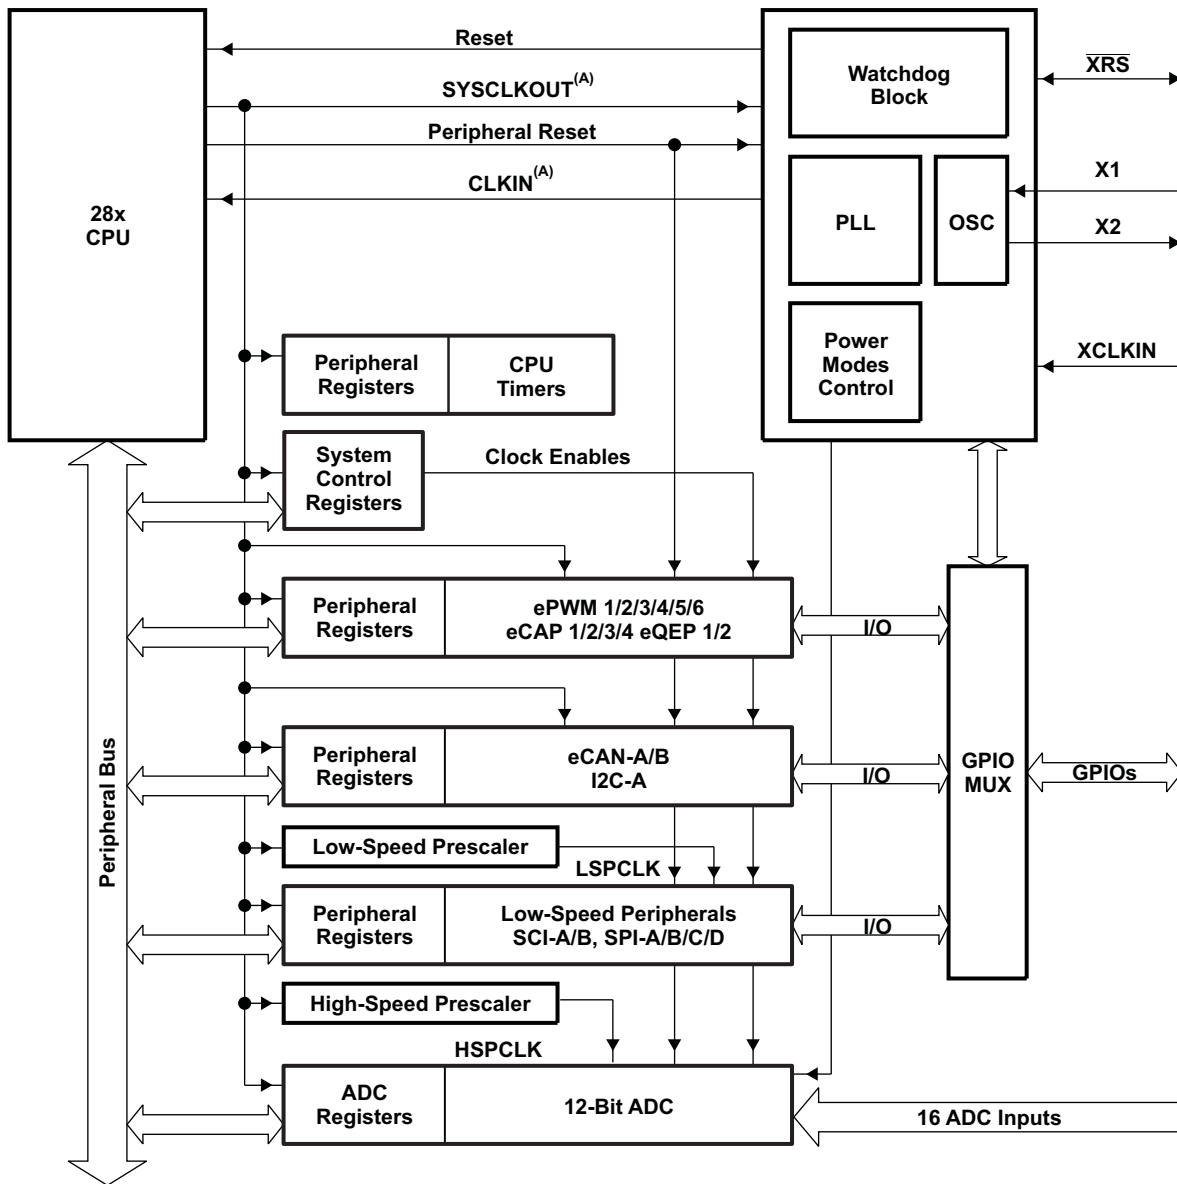 Reset
SYSCLKOUT(A)
Peripheral Reset
CLKIN(A)
28x
CPU
Watchdog
Block
PLL
OSC
Power
Modes
Control
XRS
X1
X2
XCLKIN
Peripheral
Registers
CPU
Timers
System
Control
Registers
Clock Enables
Peripheral
Registers
ePWM 1/2/3/4/5/6
eCAP 1/2/3/4 eQEP 1/2
I/O
Peripheral
Registers
eCAN-A/B
I2C-A
I/O
GPIO
MUX
GPIOs
Peripheral Bus
Low-Speed Prescaler
LSPCLK
Peripheral
Registers
Low-Speed Peripherals
SCI-A/B, SPI-A/B/C/D
I/O
High-Speed Prescaler
HSPCLK
ADC
Registers
12-Bit ADC
16 ADC Inputs